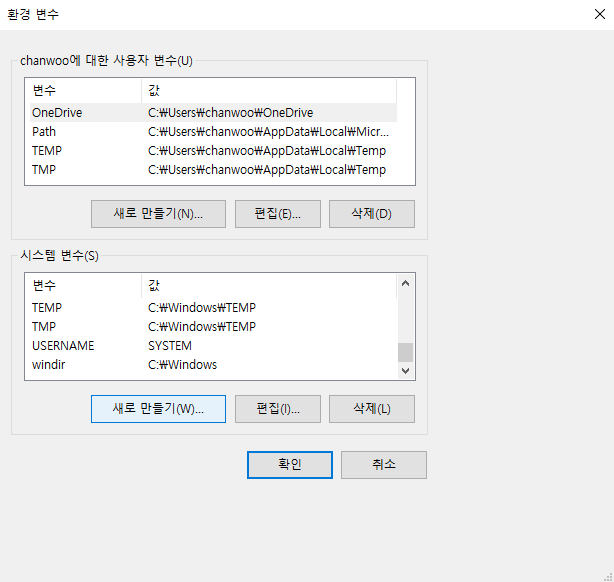 환경 변수
chanwoo에 대한 사용자 변수(U)
변수 값
OneDrive C:₩Users₩chanwoo₩OneDrive
Path C:₩Users₩chanwoo₩AppData₩Local₩Micr...
TEMP C:₩Users₩chanwoo₩AppData₩Local₩Temp
TMP C:₩Users₩chanwoo₩AppData₩Local₩Temp
새로 만들기(N)... 편집(E)... 삭제(D)
시스템 변수(S)
변수 값
TEMP C:₩Windows₩TEMP
TMP C:₩Windows₩TEMP
USERNAME SYSTEM
windir C:₩Windows
새로 만들기(W)... 편집(I)... 삭제(L)
확인 취소